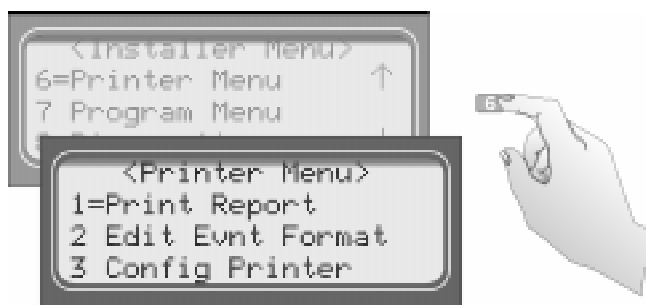 <Installer Menu>
6=Printer Menu ↑
7 Program Menu
<Printer Menu>
1=Print Report
2 Edit Evnt Format
3 Config Printer
6